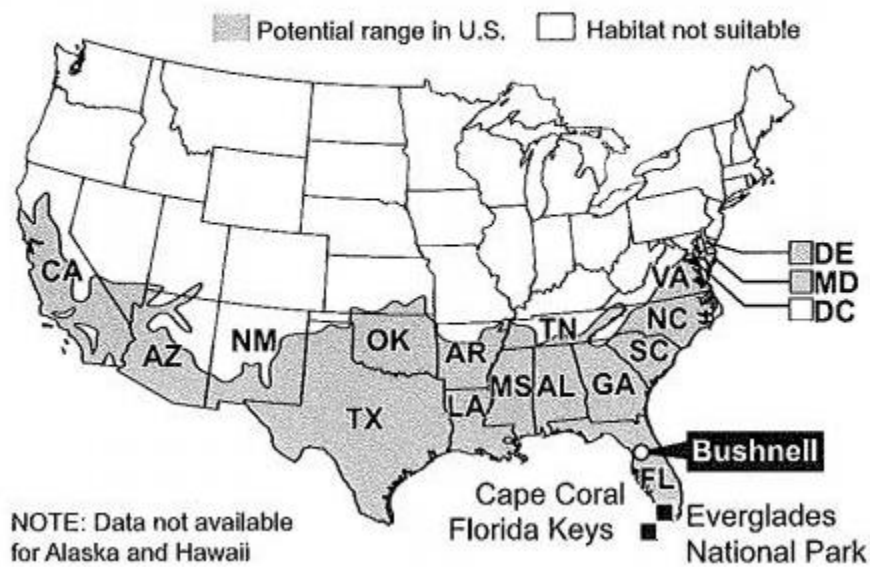 Potential range in U.S.
Habitat not suitable
DE
MD
DC
CA
VA
NC
TN
SC
NM
OK
AR
AZ
MS
AL
GA
LA
TX
Bushnell
FL
Cape Coral
Florida Keys
Everglades
National Park
NOTE: Data not available
for Alaska and Hawaii